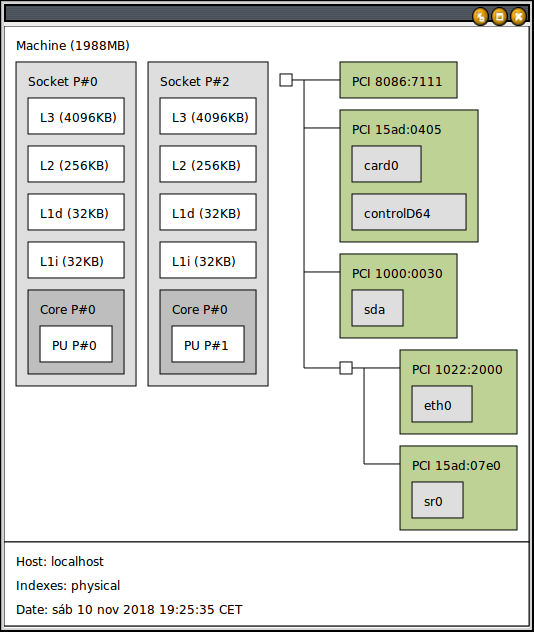 Machine (1988MB)
Socket P#0
L3 (4096KB)
L2 (256KB)
L1d (32KB)
L1i (32KB)
Core P#0
PU P#0
Socket P#2
L3 (4096KB)
L2 (256KB)
L1d (32KB)
L1i (32KB)
Core P#0
PU P#1
PCI 8086:7111
PCI 15ad:0405
card0
controlD64
PCI 1000:0030
sda
PCI 1022:2000
eth0
PCI 15ad:07e0
sr0
Host: localhost
Indexes: physical
Date: sáb 10 nov 2018 19:25:35 CET